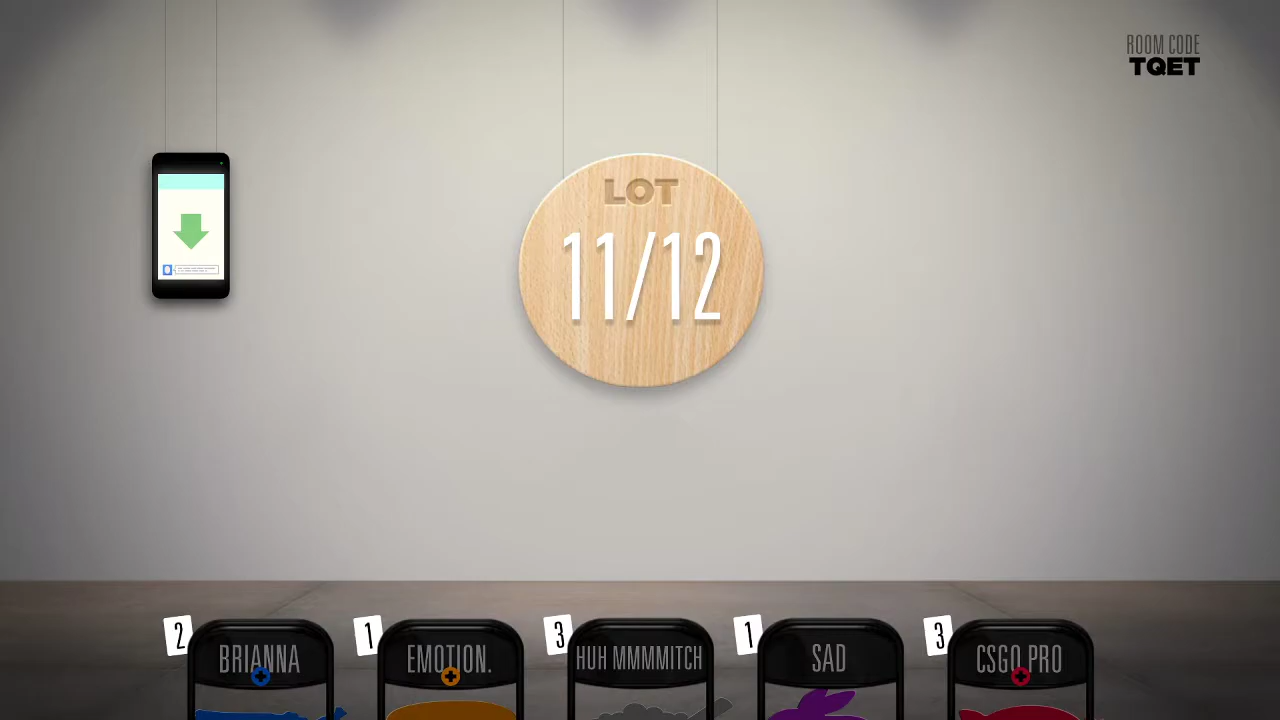 ROOM CODE
TQET
LOT
11/12
2
BRIANNA
1
EMOTION.
3
HUH MMMMITCH
1
SAD
3
CSGO PRO